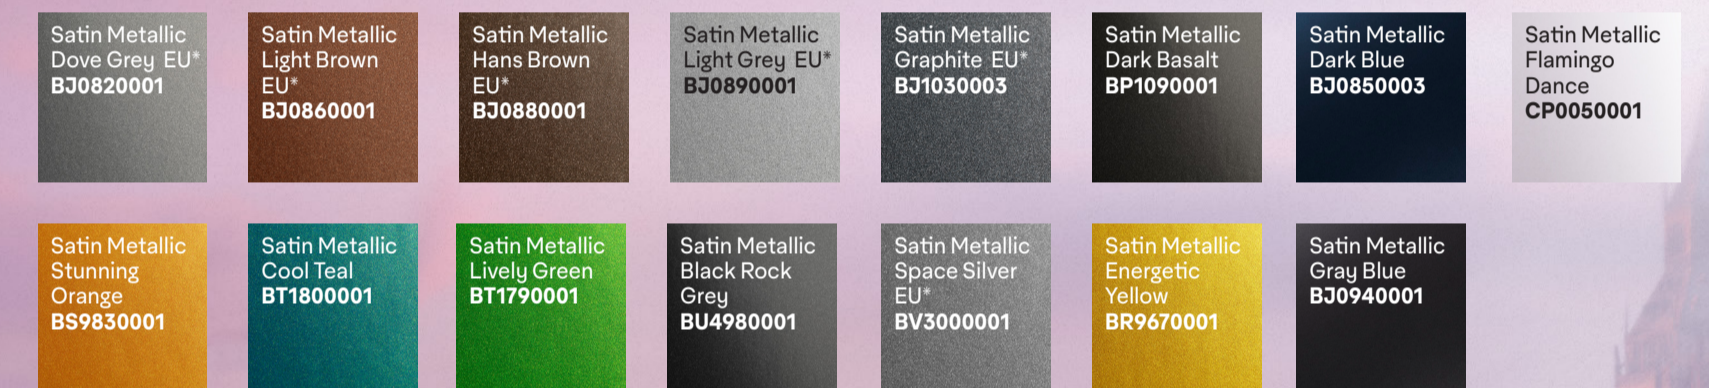 Satin Metallic
Dove Grey EU*
BJ0820001
Satin Metallic
Light Brown
EU*
BJ0860001
Satin Metallic
Hans Brown
EU*
BJ0880001
Satin Metallic
Light Grey EU*
BJ0890001
Satin Metallic
Graphite EU*
BJ1030003
Satin Metallic
Dark Basalt
BP1090001
Satin Metallic
Dark Blue
BJ0850003
Satin Metallic
Flamingo
Dance
CP0050001
Satin Metallic
Stunning
Orange
BS9830001
Satin Metallic
Cool Teal
BT1800001
Satin Metallic
Lively Green
BT1790001
Satin Metallic
Black Rock
Grey
BU4980001
Satin Metallic
Space Silver
EU*
BV3000001
Satin Metallic
Energetic
Yellow
BR9670001
Satin Metallic
Gray Blue
BJ0940001